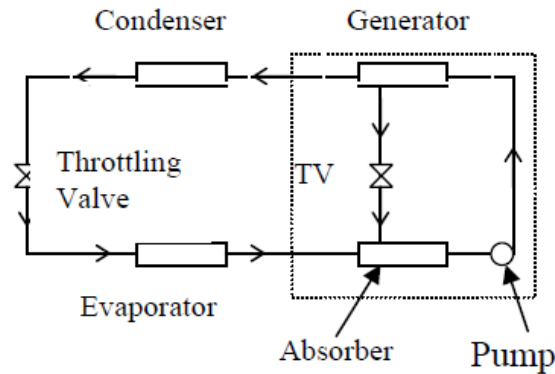 Condenser
Generator
Throttling
Valve
TV
Evaporator
Absorber
Pump